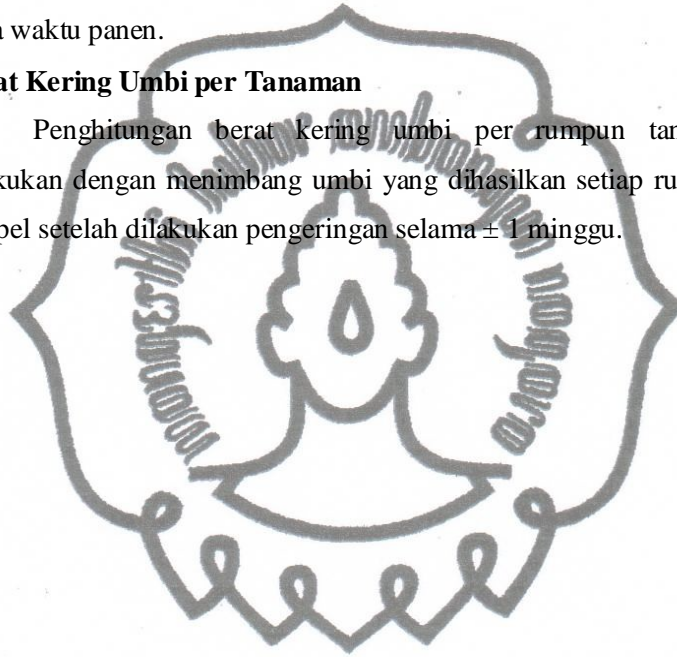 a waktu panen.
at Kering Umbi per Tanaman
Penghitungan berat kering umbi per rumpun tan
kukan dengan menimbang umbi yang dihasilkan setiap ru
pel setelah dilakukan pengeringan selama ± 1 minggu.